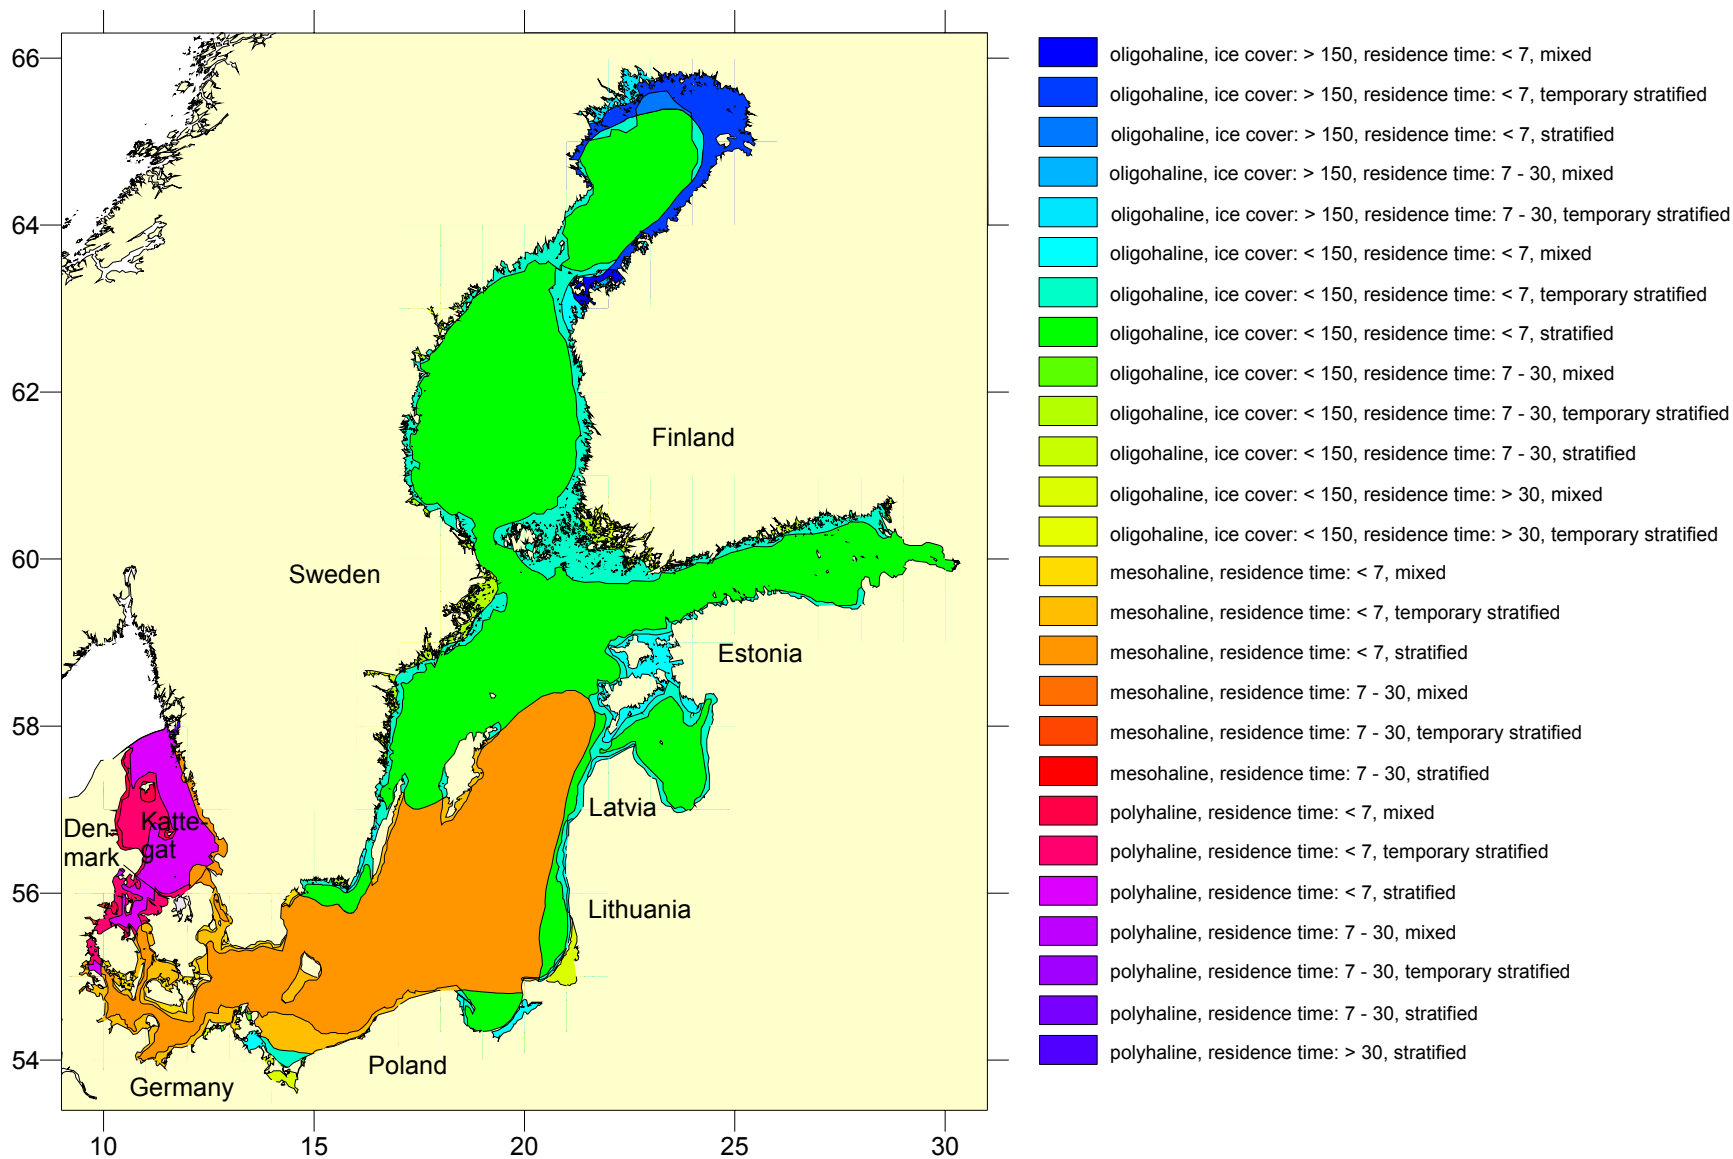 66
64
62
60
58
56
54
10
15
20
25
30
Finland
Sweden
Estonia
Latvia
Den-
mark
Katte-
gat
Lithuania
Poland
Germany
oligohaline, ice cover: > 150, residence time: < 7, mixed
oligohaline, ice cover: > 150, residence time: < 7, temporary stratified
oligohaline, ice cover: > 150, residence time: < 7, stratified
oligohaline, ice cover: > 150, residence time: 7 - 30, mixed
oligohaline, ice cover: > 150, residence time: 7 - 30, temporary stratified
oligohaline, ice cover: < 150, residence time: < 7, mixed
oligohaline, ice cover: < 150, residence time: < 7, temporary stratified
oligohaline, ice cover: < 150, residence time: < 7, stratified
oligohaline, ice cover: < 150, residence time: 7 - 30, mixed
oligohaline, ice cover: < 150, residence time: 7 - 30, temporary stratified
oligohaline, ice cover: < 150, residence time: 7 - 30, stratified
oligohaline, ice cover: < 150, residence time: > 30, mixed
oligohaline, ice cover: < 150, residence time: > 30, temporary stratified
mesohaline, residence time: < 7, mixed
mesohaline, residence time: < 7, temporary stratified
mesohaline, residence time: < 7, stratified
mesohaline, residence time: 7 - 30, mixed
mesohaline, residence time: 7 - 30, temporary stratified
mesohaline, residence time: 7 - 30, stratified
polyhaline, residence time: < 7, mixed
polyhaline, residence time: < 7, temporary stratified
polyhaline, residence time: < 7, stratified
polyhaline, residence time: 7 - 30, mixed
polyhaline, residence time: 7 - 30, temporary stratified
polyhaline, residence time: 7 - 30, stratified
polyhaline, residence time: > 30, stratified